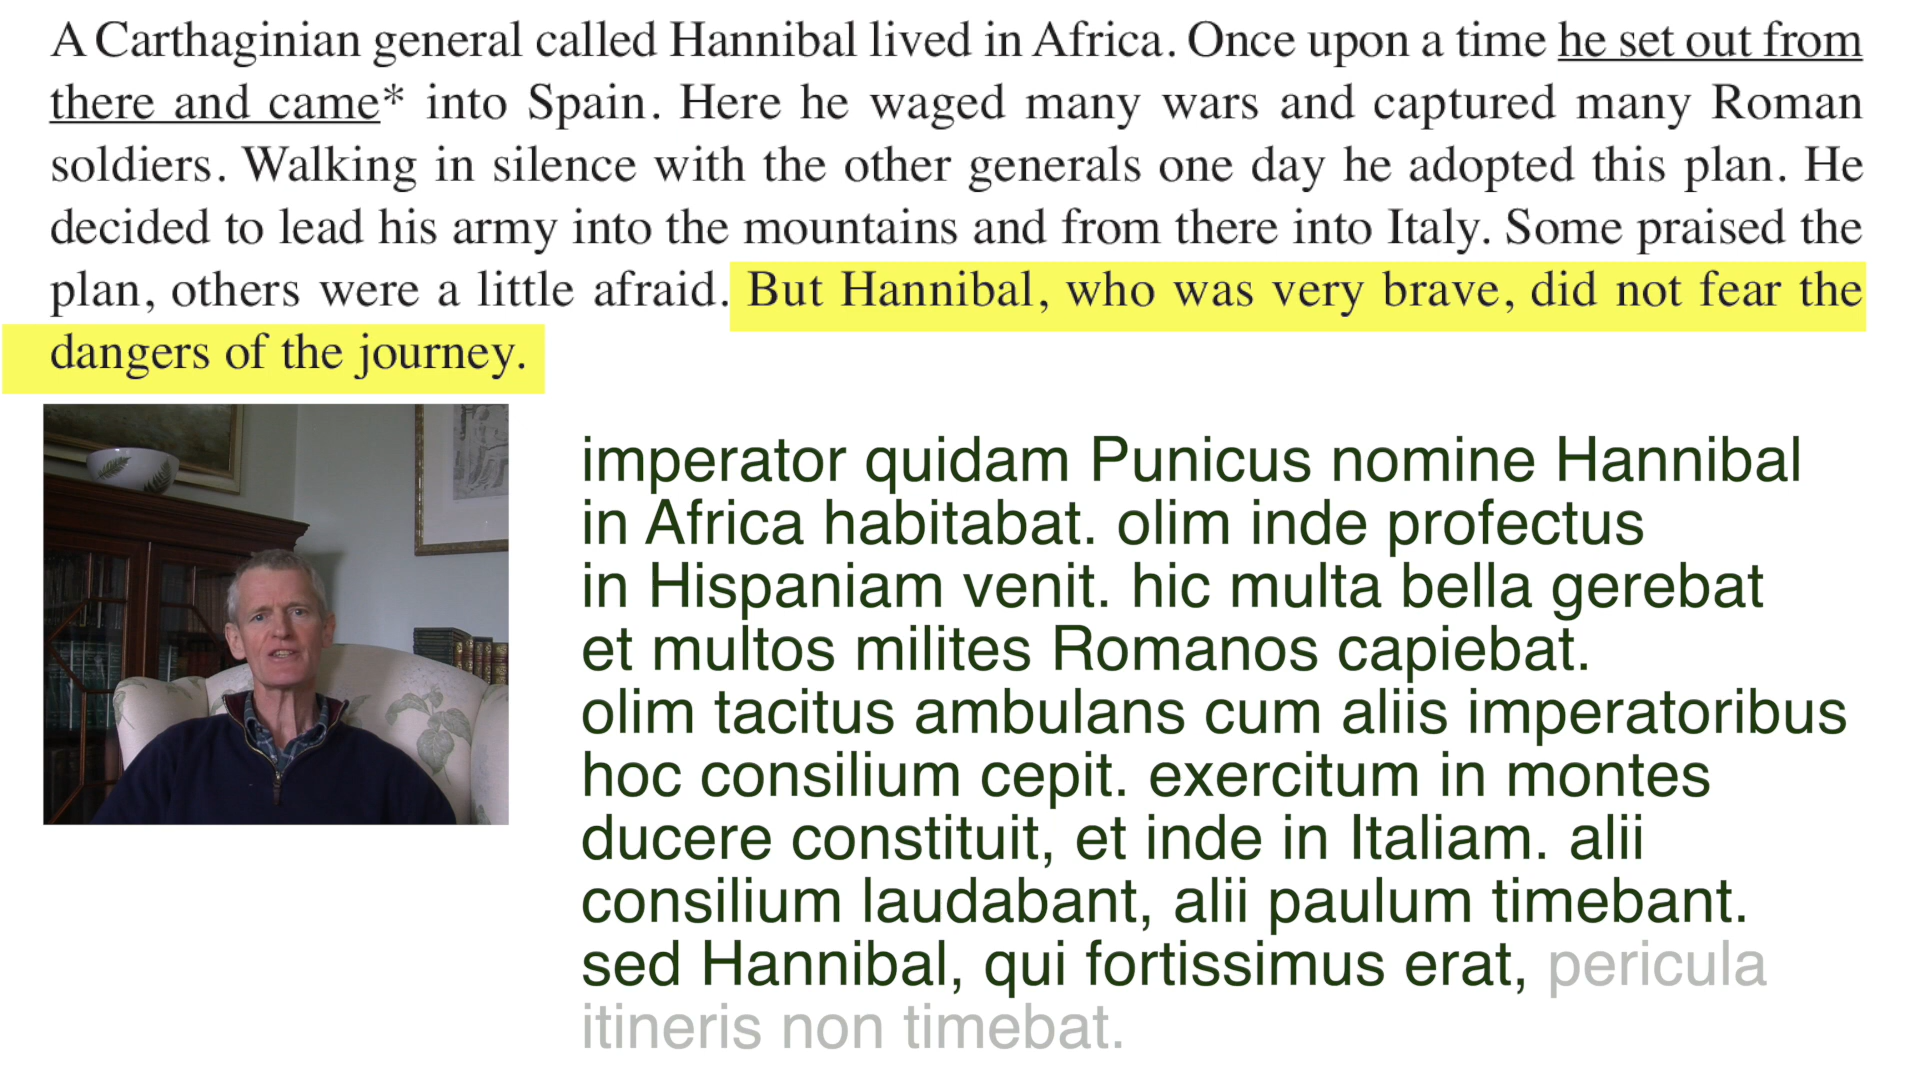 A Carthaginian general called Hannibal lived in Africa. Once upon a time he set out from
there and came* into Spain. Here he waged many wars and captured many Roman
soldiers. Walking in silence with the other generals one day he adopted this plan. He
decided to lead his army into the mountains and from there into Italy. Some praised the
plan, others were a little afraid. But Hannibal, who was very brave, did not fear the
dangers of the journey.
imperator quidam Punicus nomine Hannibal
in Africa habitabat. olim inde profectus
in Hispaniam venit. hic multa bella gerebat
et multos milites Romanos capiebat.
olim tacitus ambulans cum aliis imperatoribus
hoc consilium cepit. exercitum in montes
ducere constituit, et inde in Italiam. alii
consilium laudabant, alii paulum timebant.
sed Hannibal, qui fortissimus erat, pericula
itineris non timebat.